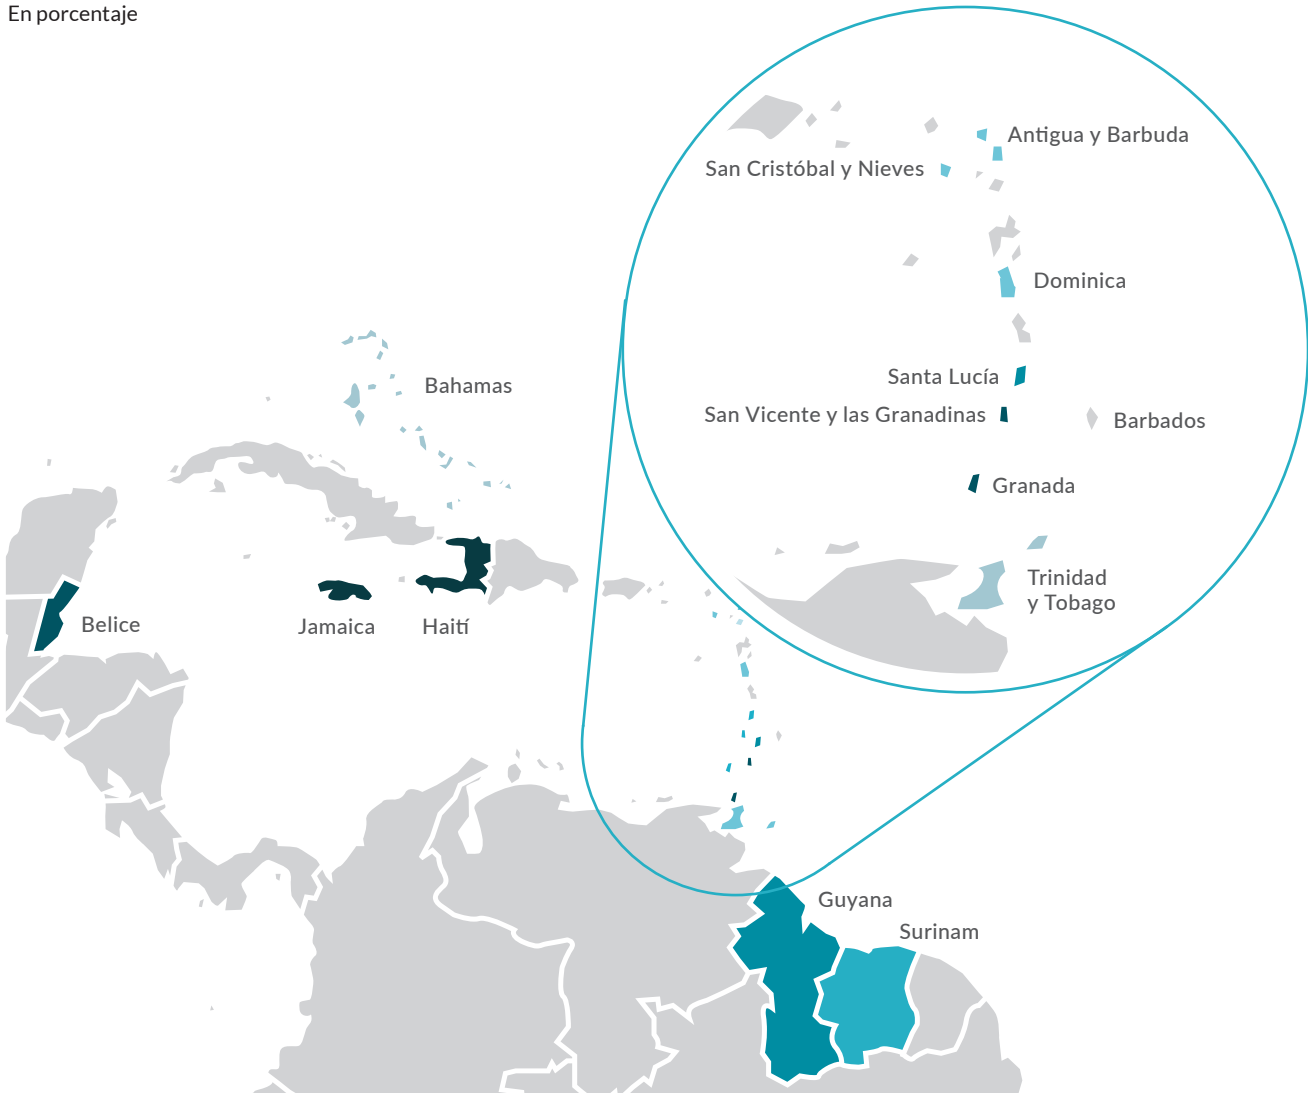 En porcentaje
Antigua y Barbuda
San Cristóbal y Nieves
Dominica
Santa Lucía
Bahamas
San Vicente y las Granadinas
Barbados
Granada
Trinidad
y Tobago
Belice
Jamaica
Haití
Guyana
Surinam